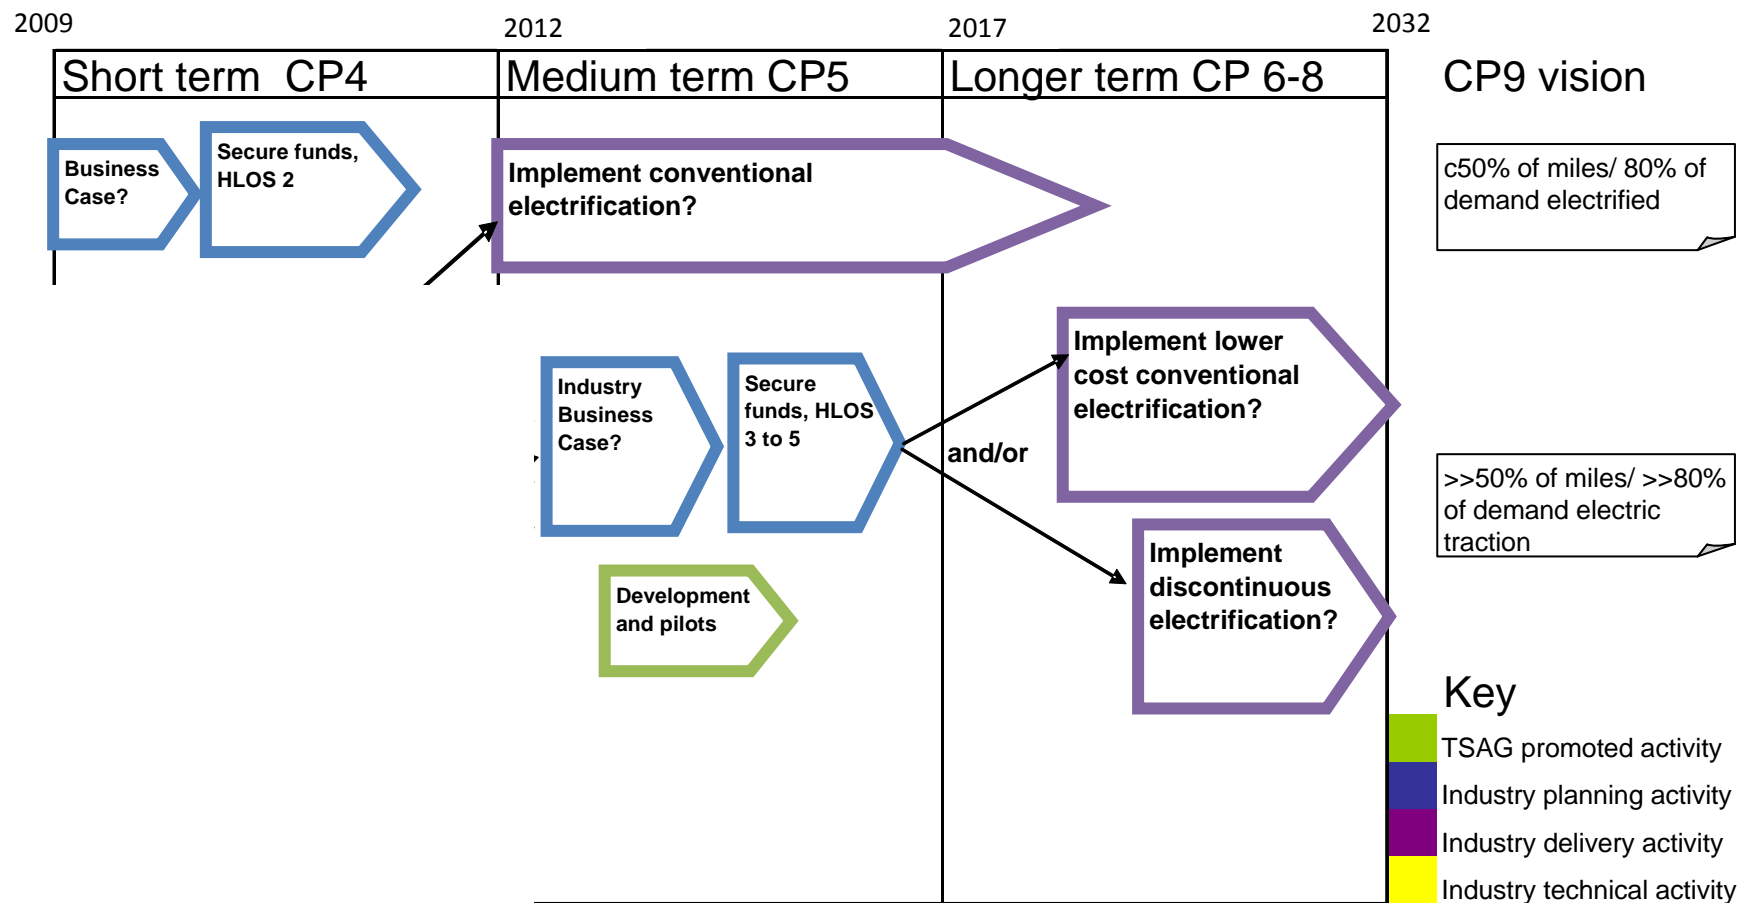 2009
2012
2017
2032
Short term  CP4
Medium term CP5
Longer term CP 6-8
CP9 vision
Business
Case?
Secure funds,
HLOS 2
Implement conventional
electrification?
c50% of miles/ 80% of
demand electrified
Industry
Business
Case?
Secure
funds, HLOS
3 to 5
and/or
Implement lower
cost conventional
electrification?
>>50% of miles/ >>80%
of demand electric
traction
Development
and pilots
Implement
discontinuous
electrification?
Key
TSAG promoted activity
Industry planning activity
Industry delivery activity
Industry technical activity